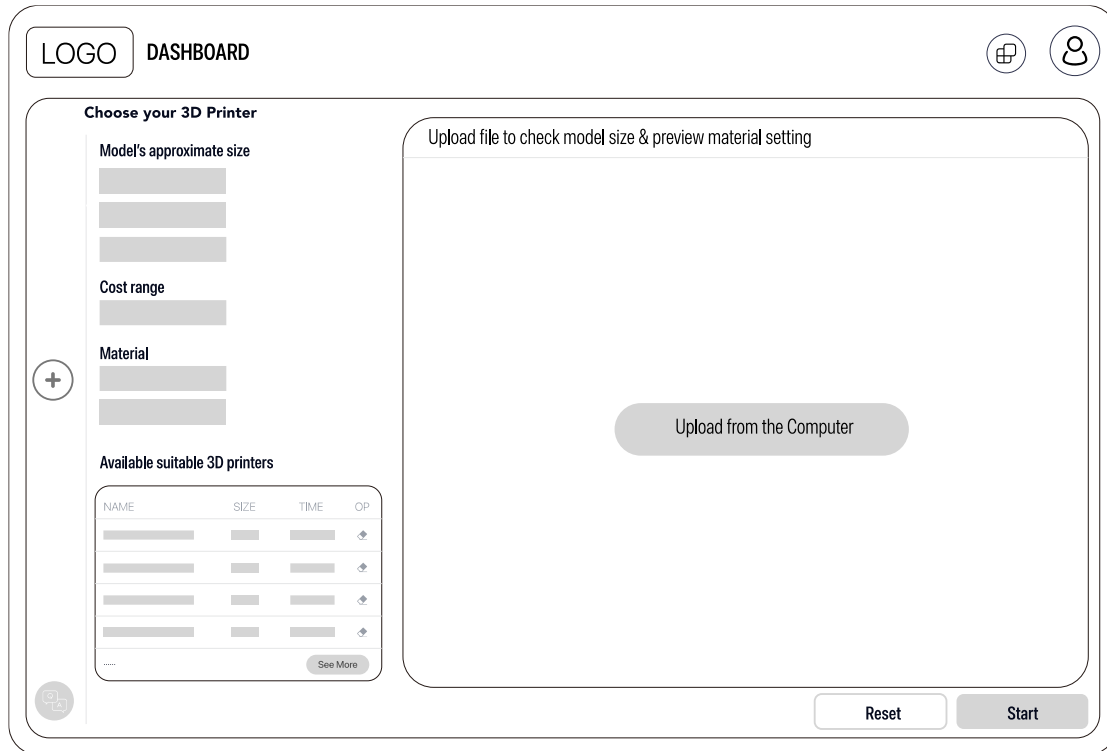 LOGO DASHBOARD
Choose your 3D Printer
Model's approximate size
Cost range
Material
Available suitable 3D printers
NAME SIZE TIME OP
...... See More
Q
A
Upload file to check model size & preview material setting
Upload from the Computer
Reset Start